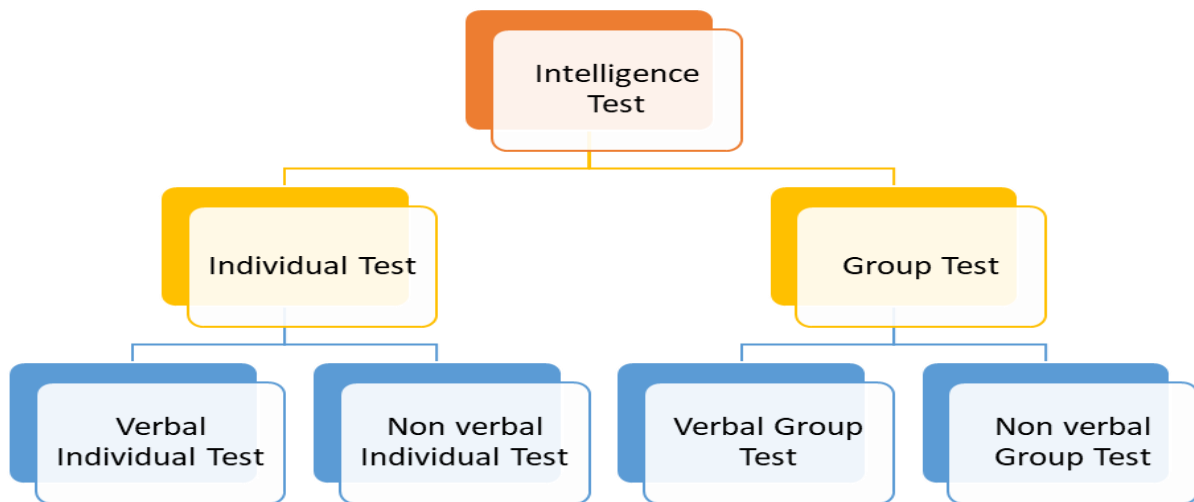 Intelligence
Test
Individual Test
Group Test
Verbal
Individual Test
Non verbal
Individual Test
Verbal Group
Test
Non verbal
Group Test